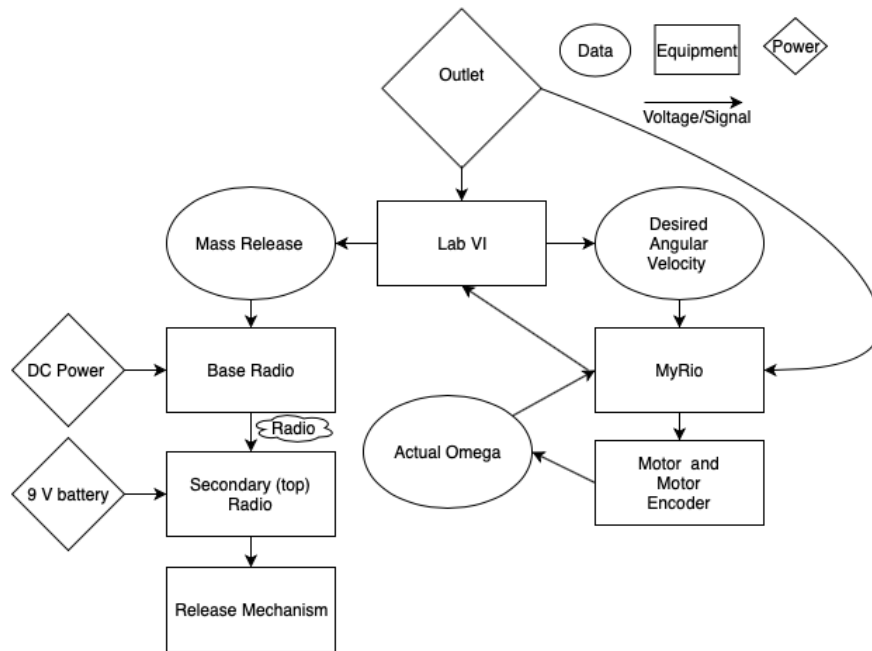 Outlet
Data
Equipment
Power
Voltage/Signal
Mass Release
Lab VI
Desired
Angular
Velocity
DC Power
Base Radio
MyRio
Radio
Actual Omega
9 V battery
Secondary (top)
Radio
Motor and
Motor
Encoder
Release Mechanism